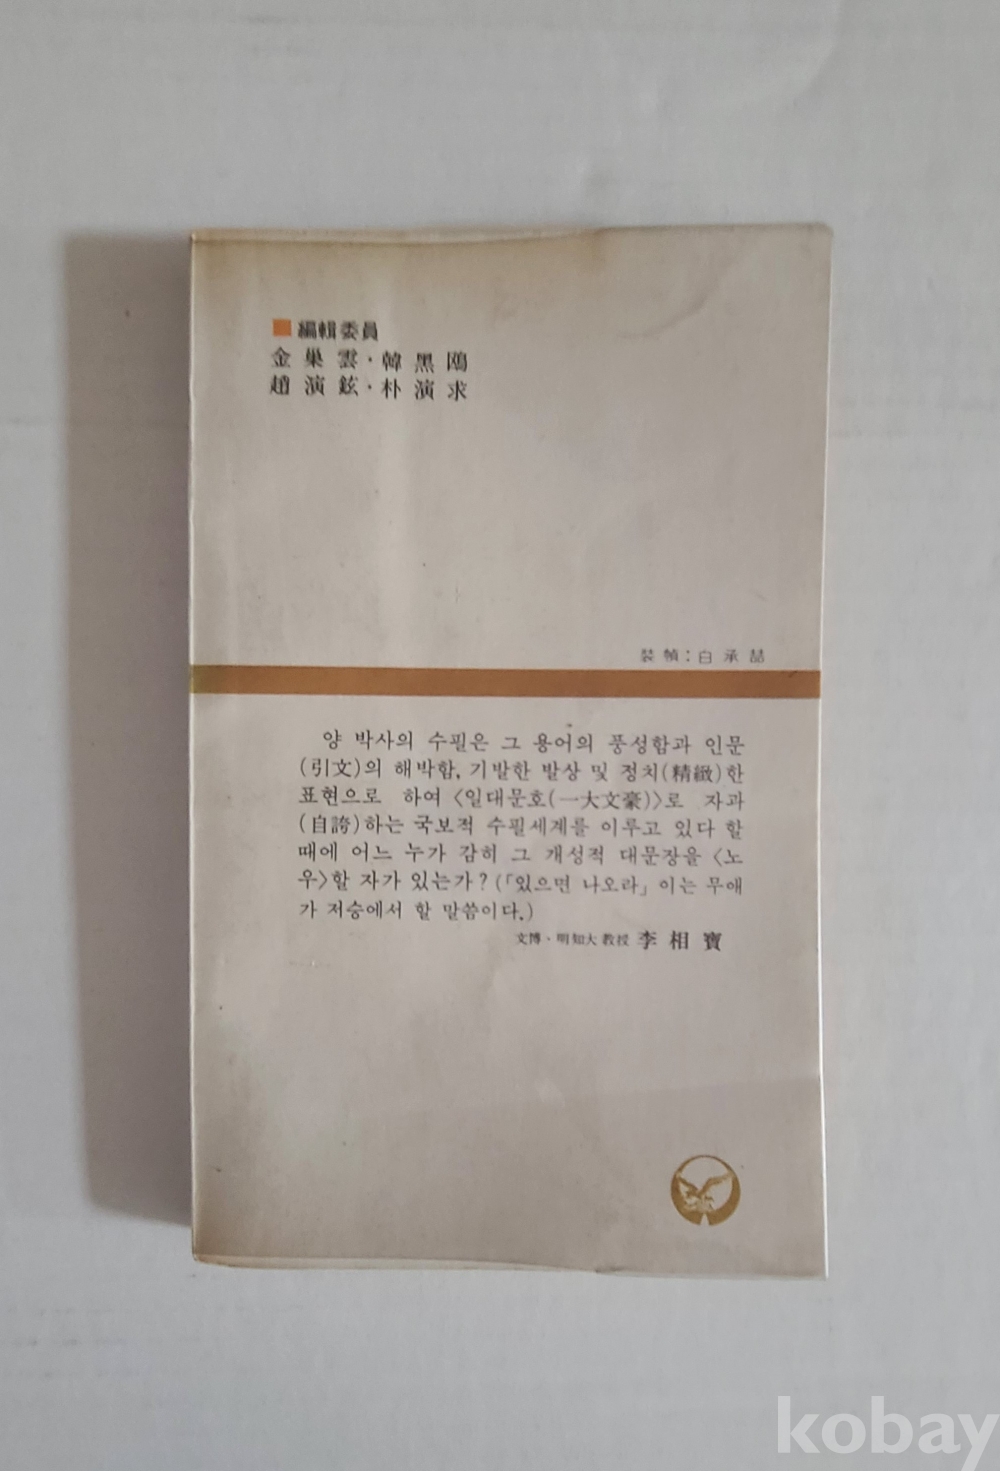 ■ 編輯委員
金巢雲·韓黑鷗
趙演鉉·朴演求
裝幀:白承喆
양 박사의 수필은 그 용어의 풍성함과 인문
(引文)의 해박함, 기발한 발상 및 정치(精緻)한
표현으로 하여 〈일대문호(一大文豪)〉로 자과
(自誇)하는 국보적 수필세계를 이루고 있다 할
때에 어느 누가 감히 그 개성적 대문장을 〈노
우〉할 자가 있는가?(「있으면 나오라」 이는 무애
가 저승에서 할 말씀이다.)
文博·明知大 教授 李相寶
kobay